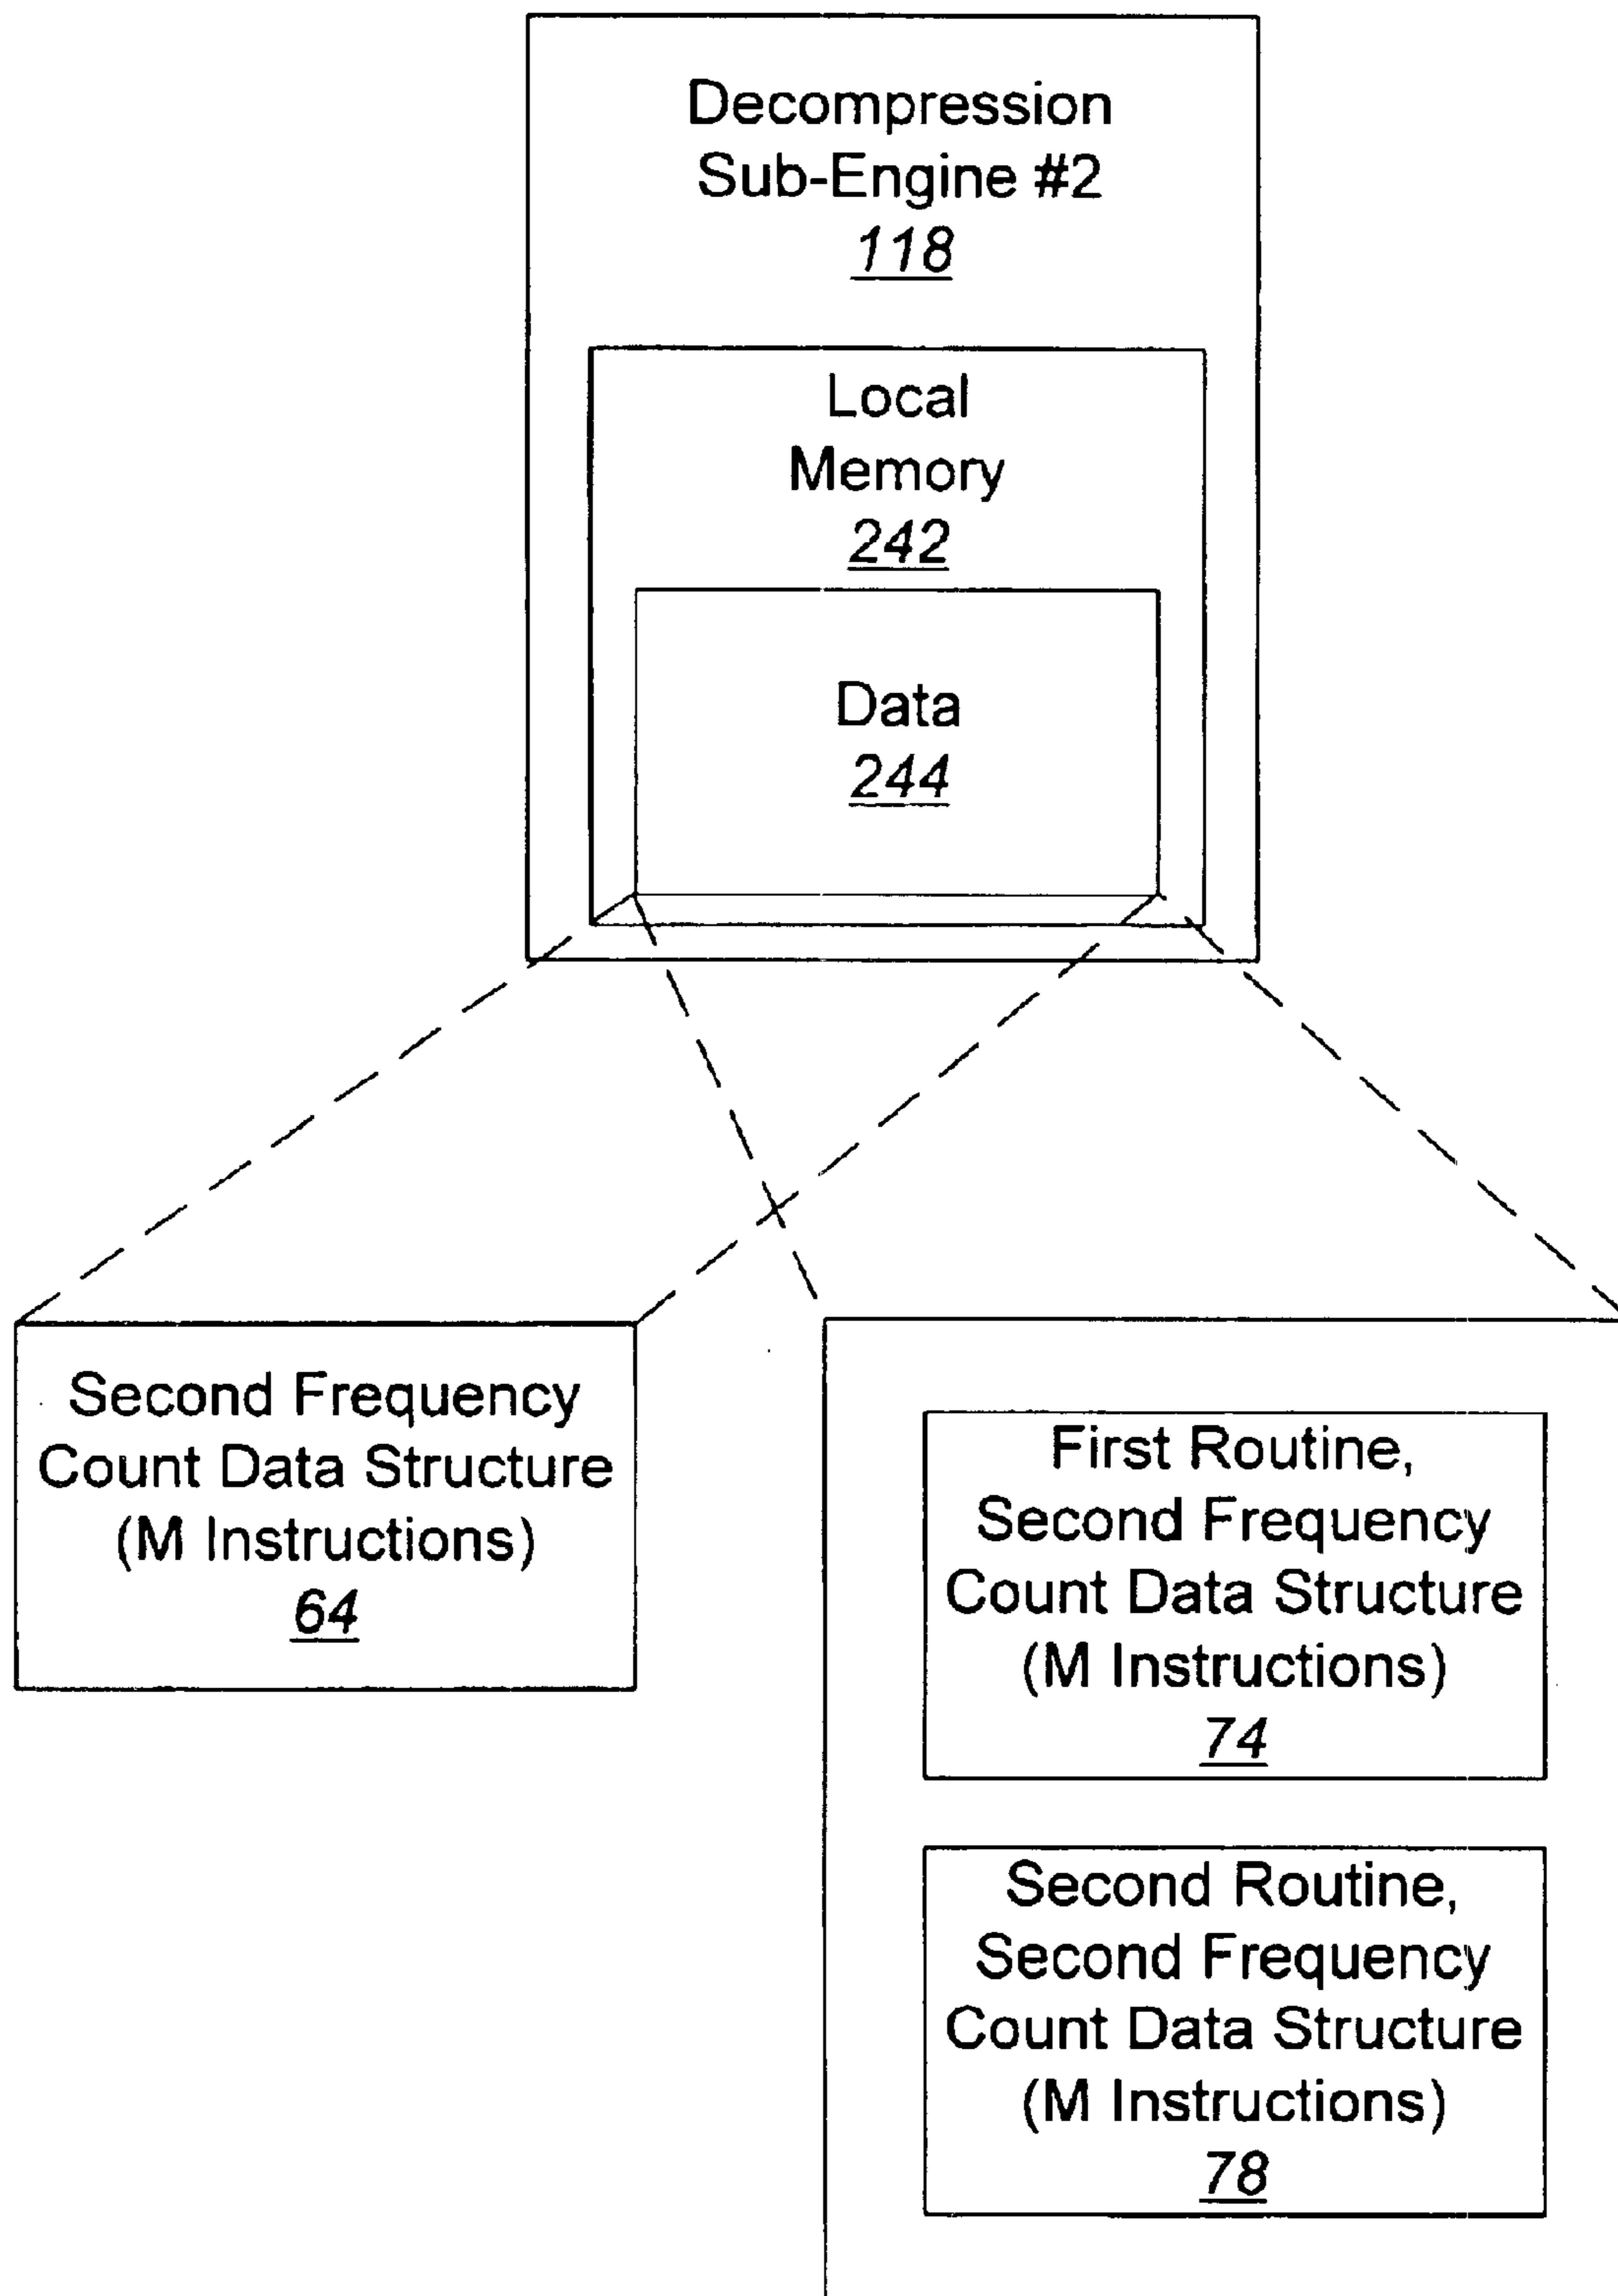 Decompression
Sub-Engine #2
118
Local
Memory
242
Data
244
Second Frequency
Count Data Structure
(M Instructions)
64
First Routine,
Second Frequency
Count Data Structure
(M Instructions)
74
Second Routine,
Second Frequency
Count Data Structure
(M Instructions)
78